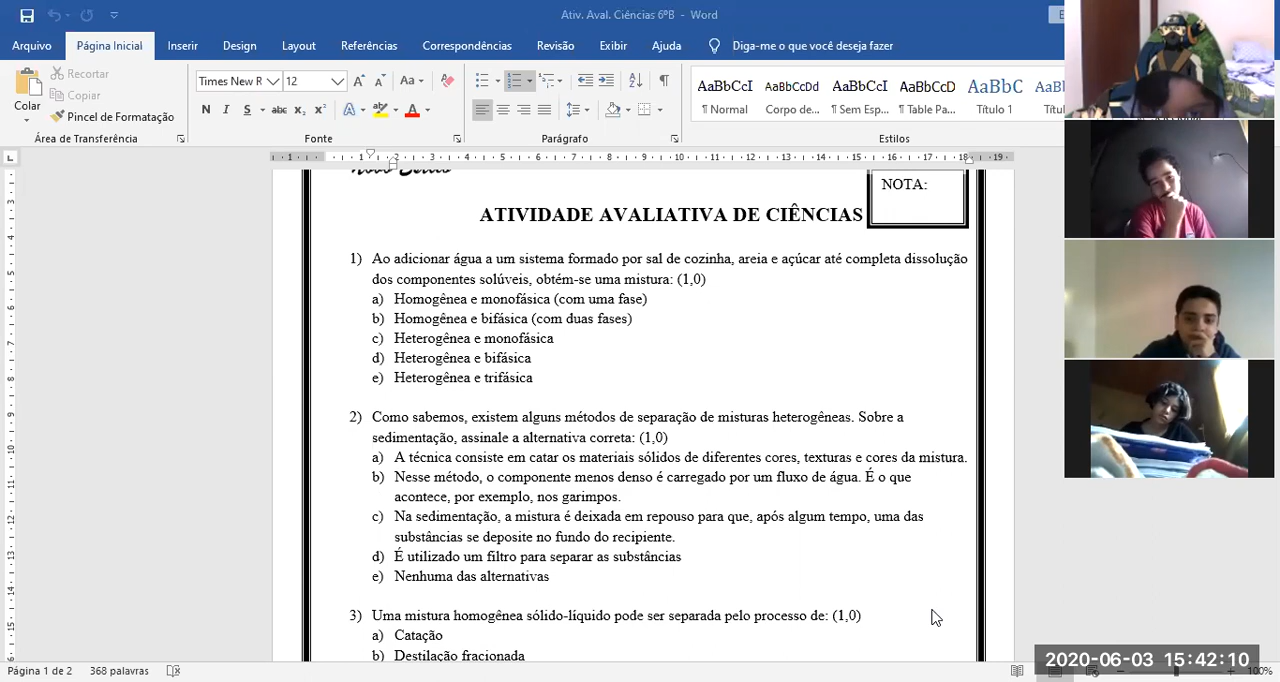 Ativ. Aval. Ciências 6ºB - Word
Arquivo Página Inicial Inserir Design Layout Referências Correspondências Revisão Exibir Ajuda Diga-me o que você deseja fazer
Colar
Recortar
Copiar
Pincel de Formatação
Área de Transferência
Times New R 12
N I S abc x₂ x²
Fonte
Parágrafo
AaBbCcI AaBbCcDd AaBbCcI AaBbCcD AaBbC AaBb
¶ Normal Corpo de... ¶ Sem Esp... ¶ Table Pa... Título 1
Estilos
NOTA:
ATIVIDADE AVALIATIVA DE CIÊNCIAS
1) Ao adicionar água a um sistema formado por sal de cozinha, areia e açúcar até completa dissolução
dos componentes solúveis, obtém-se uma mistura: (1,0)
a) Homogênea e monofásica (com uma fase)
b) Homogênea e bifásica (com duas fases)
c) Heterogênea e monofásica
d) Heterogênea e bifásica
e) Heterogênea e trifásica
2) Como sabemos, existem alguns métodos de separação de misturas heterogêneas. Sobre a
sedimentação, assinale a alternativa correta: (1,0)
a) A técnica consiste em catar os materiais sólidos de diferentes cores, texturas e cores da mistura.
b) Nesse método, o componente menos denso é carregado por um fluxo de água. É o que
acontece, por exemplo, nos garimpos.
c) Na sedimentação, a mistura é deixada em repouso para que, após algum tempo, uma das
substâncias se deposite no fundo do recipiente.
d) É utilizado um filtro para separar as substâncias
e) Nenhuma das alternativas
3) Uma mistura homogênea sólido-líquido pode ser separada pelo processo de: (1,0)
a) Catação
b) Destilação fracionada
Página 1 de 2 368 palavras
100%
2020-06-03 15:42:10